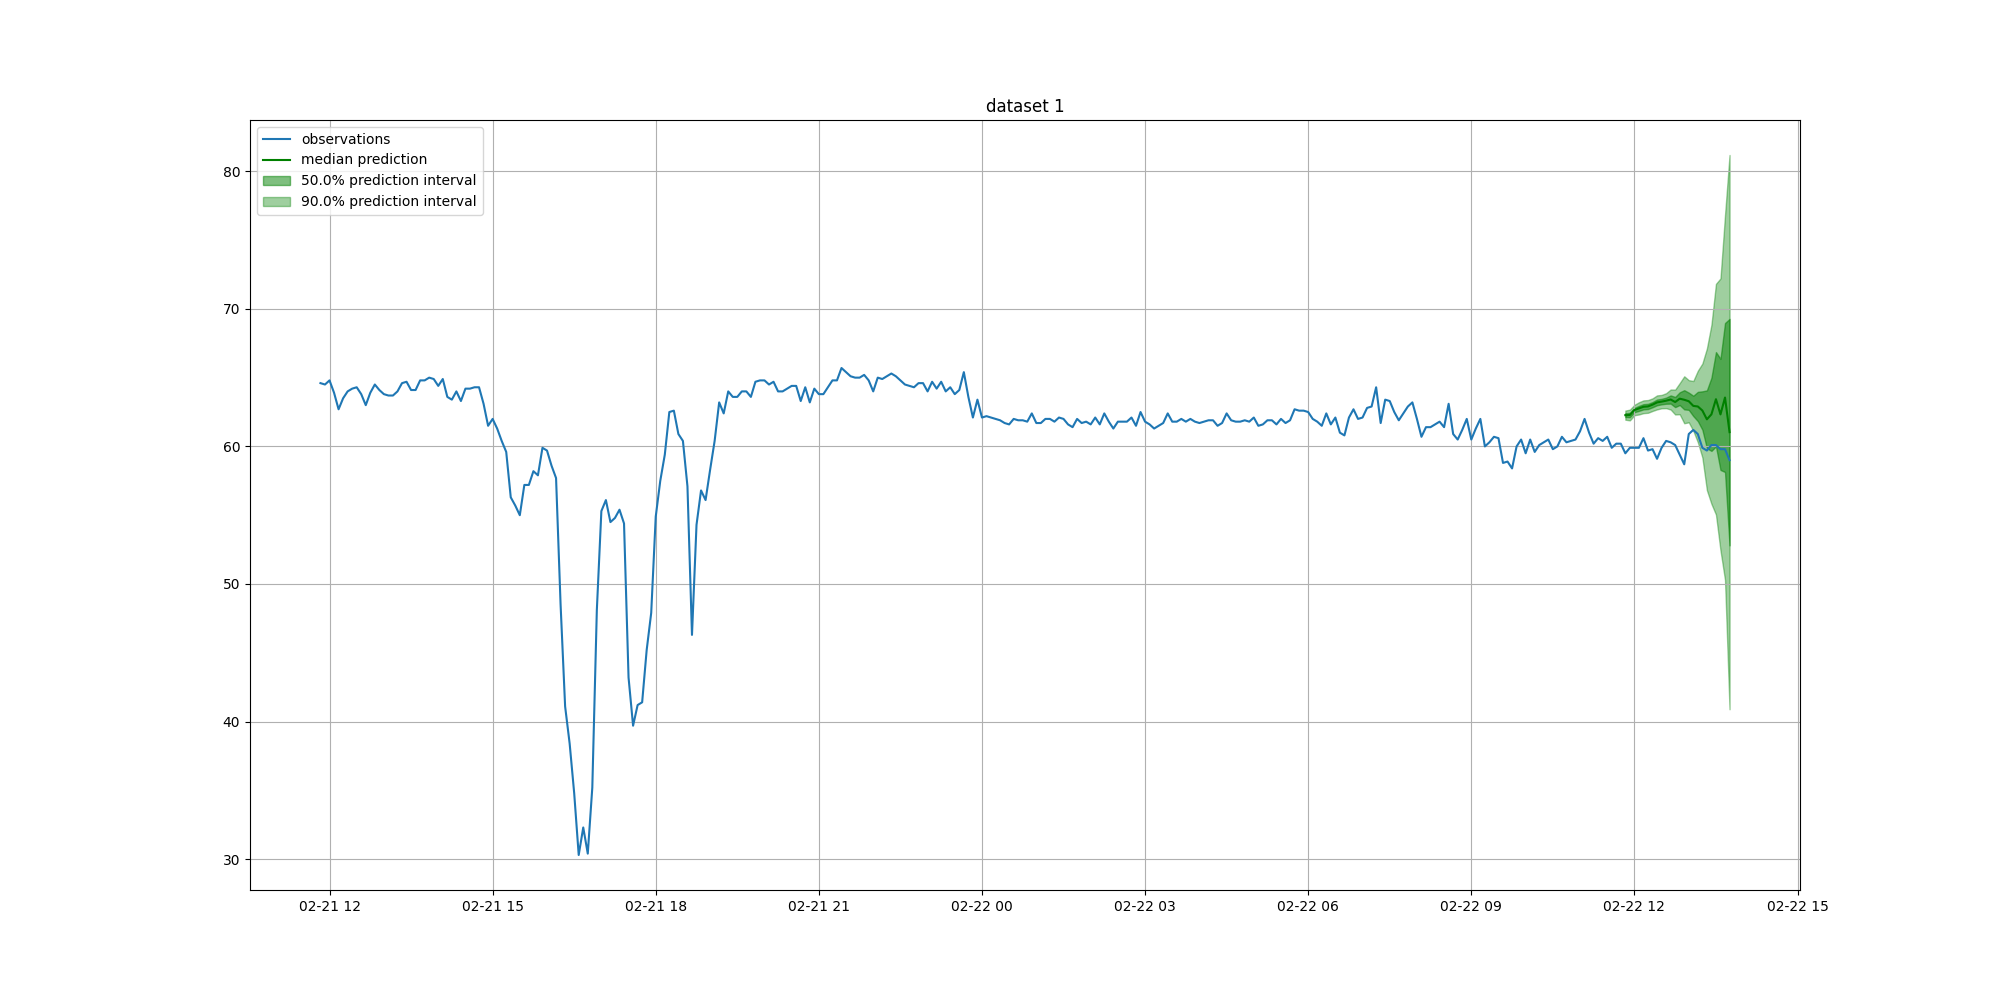 dataset 1
observations
median prediction
50.0% prediction interval
90.0% prediction interval
80
70
60
50
40
30
02-21 12 02-21 15 02-21 18 02-21 21 02-22 00 02-22 03 02-22 06 02-22 09 02-22 12 02-22 15